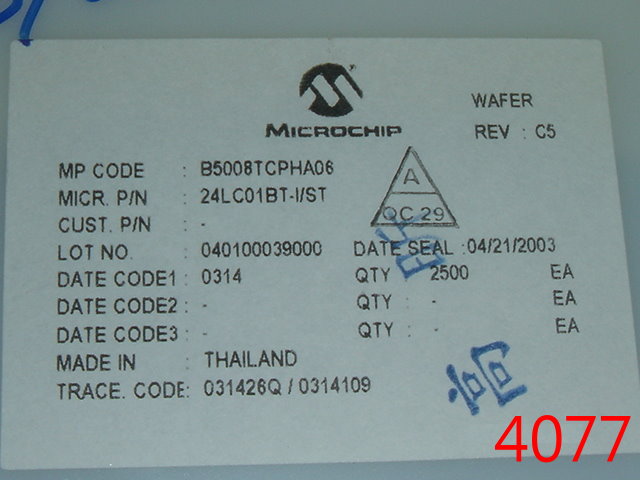 MICROCHIP
WAFER
REV : C5
MP CODE : B5008TCPHA06
MICR. P/N : 24LC01BT-I/ST
CUST. P/N : -
A
QC 29
LOT NO. : 040100039000 DATE SEAL :04/21/2003
DATE CODE1 : 0314 QTY 2500 EA
DATE CODE2 : - QTY : - EA
DATE CODE3 : - QTY : - EA
MADE IN : THAILAND
TRACE. CODE: 031426Q / 0314109
4077